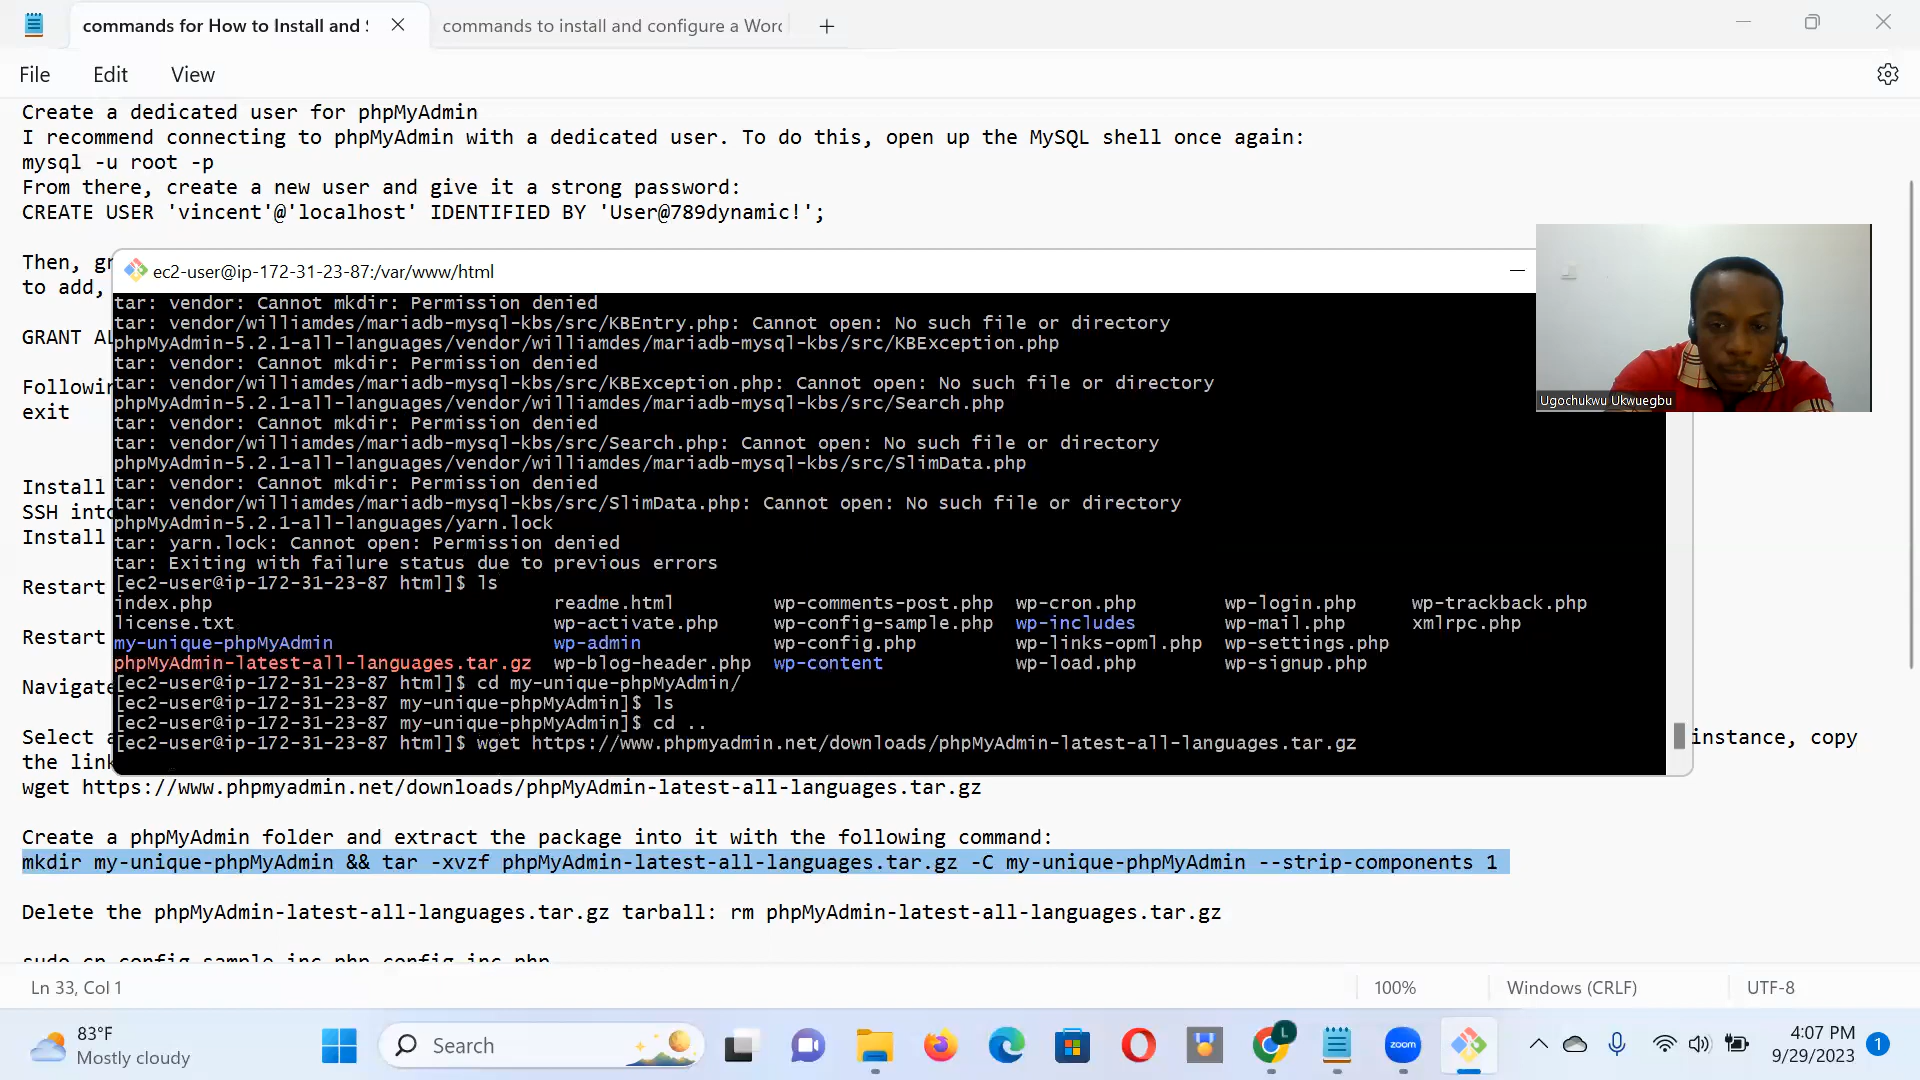 commands for How to Install and S
commands to install and configure a Word
File
Edit
View
Create a dedicated user for phpMyAdmin
I recommend connecting to phpMyAdmin with a dedicated user. To do this, open up the MySQL shell once again:
mysql -u root -p
From there, create a new user and give it a strong password:
CREATE USER 'vincent'@'localhost' IDENTIFIED BY 'User@789dynamic!';
Then, gr
to add,
GRANT AL
Followin
exit
Install
SSH into
Install
Restart
Restart
Navigate
Select a
instance, copy
the link
wget https://www.phpmyadmin.net/downloads/phpMyAdmin-latest-all-languages.tar.gz
Create a phpMyAdmin folder and extract the package into it with the following command:
mkdir my-unique-phpMyAdmin && tar -xvzf phpMyAdmin-latest-all-languages.tar.gz -C my-unique-phpMyAdmin --strip-components 1
Delete the phpMyAdmin-latest-all-languages.tar.gz tarball: rm phpMyAdmin-latest-all-languages.tar.gz
sudo cp config.sample.inc.php config.inc.php
ec2-user@ip-172-31-23-87:/var/www/html
tar: vendor: Cannot mkdir: Permission denied
tar: vendor/williamdes/mariadb-mysql-kbs/src/KBEntry.php: Cannot open: No such file or directory
phpMyAdmin-5.2.1-all-languages/vendor/williamdes/mariadb-mysql-kbs/src/KBException.php
tar: vendor: Cannot mkdir: Permission denied
tar: vendor/williamdes/mariadb-mysql-kbs/src/KBException.php: Cannot open: No such file or directory
phpMyAdmin-5.2.1-all-languages/vendor/williamdes/mariadb-mysql-kbs/src/Search.php
tar: vendor: Cannot mkdir: Permission denied
tar: vendor/williamdes/mariadb-mysql-kbs/src/Search.php: Cannot open: No such file or directory
phpMyAdmin-5.2.1-all-languages/vendor/williamdes/mariadb-mysql-kbs/src/SlimData.php
tar: vendor: Cannot mkdir: Permission denied
tar: vendor/williamdes/mariadb-mysql-kbs/src/SlimData.php: Cannot open: No such file or directory
phpMyAdmin-5.2.1-all-languages/yarn.lock
tar: yarn.lock: Cannot open: Permission denied
tar: Exiting with failure status due to previous errors
[ec2-user@ip-172-31-23-87 html]$ ls
index.php readme.html wp-comments-post.php wp-cron.php wp-login.php wp-trackback.php
license.txt wp-activate.php wp-config-sample.php wp-includes wp-mail.php xmlrpc.php
my-unique-phpMyAdmin wp-admin wp-config.php wp-links-opml.php wp-settings.php
phpMyAdmin-latest-all-languages.tar.gz wp-blog-header.php wp-content wp-load.php wp-signup.php
[ec2-user@ip-172-31-23-87 html]$ cd my-unique-phpMyAdmin/
[ec2-user@ip-172-31-23-87 my-unique-phpMyAdmin]$ ls
[ec2-user@ip-172-31-23-87 my-unique-phpMyAdmin]$ cd ..
[ec2-user@ip-172-31-23-87 html]$ wget https://www.phpmyadmin.net/downloads/phpMyAdmin-latest-all-languages.tar.gz
Ugochukwu Ukwuegbu
Ln 33, Col 1
100%
Windows (CRLF)
UTF-8
83°F
Mostly cloudy
Search
L
zoom
4:07 PM
9/29/2023
1